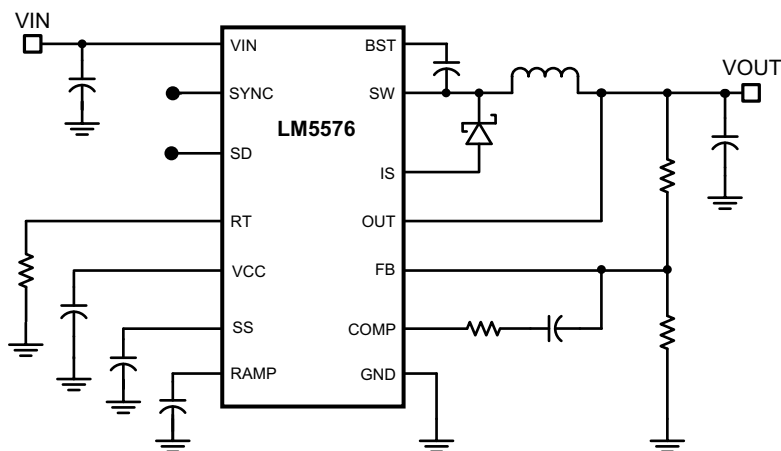 VIN
VOUT
LM5576
VIN
SYNC
SD
RT
VCC
SS
RAMP
BST
SW
IS
OUT
FB
COMP
GND